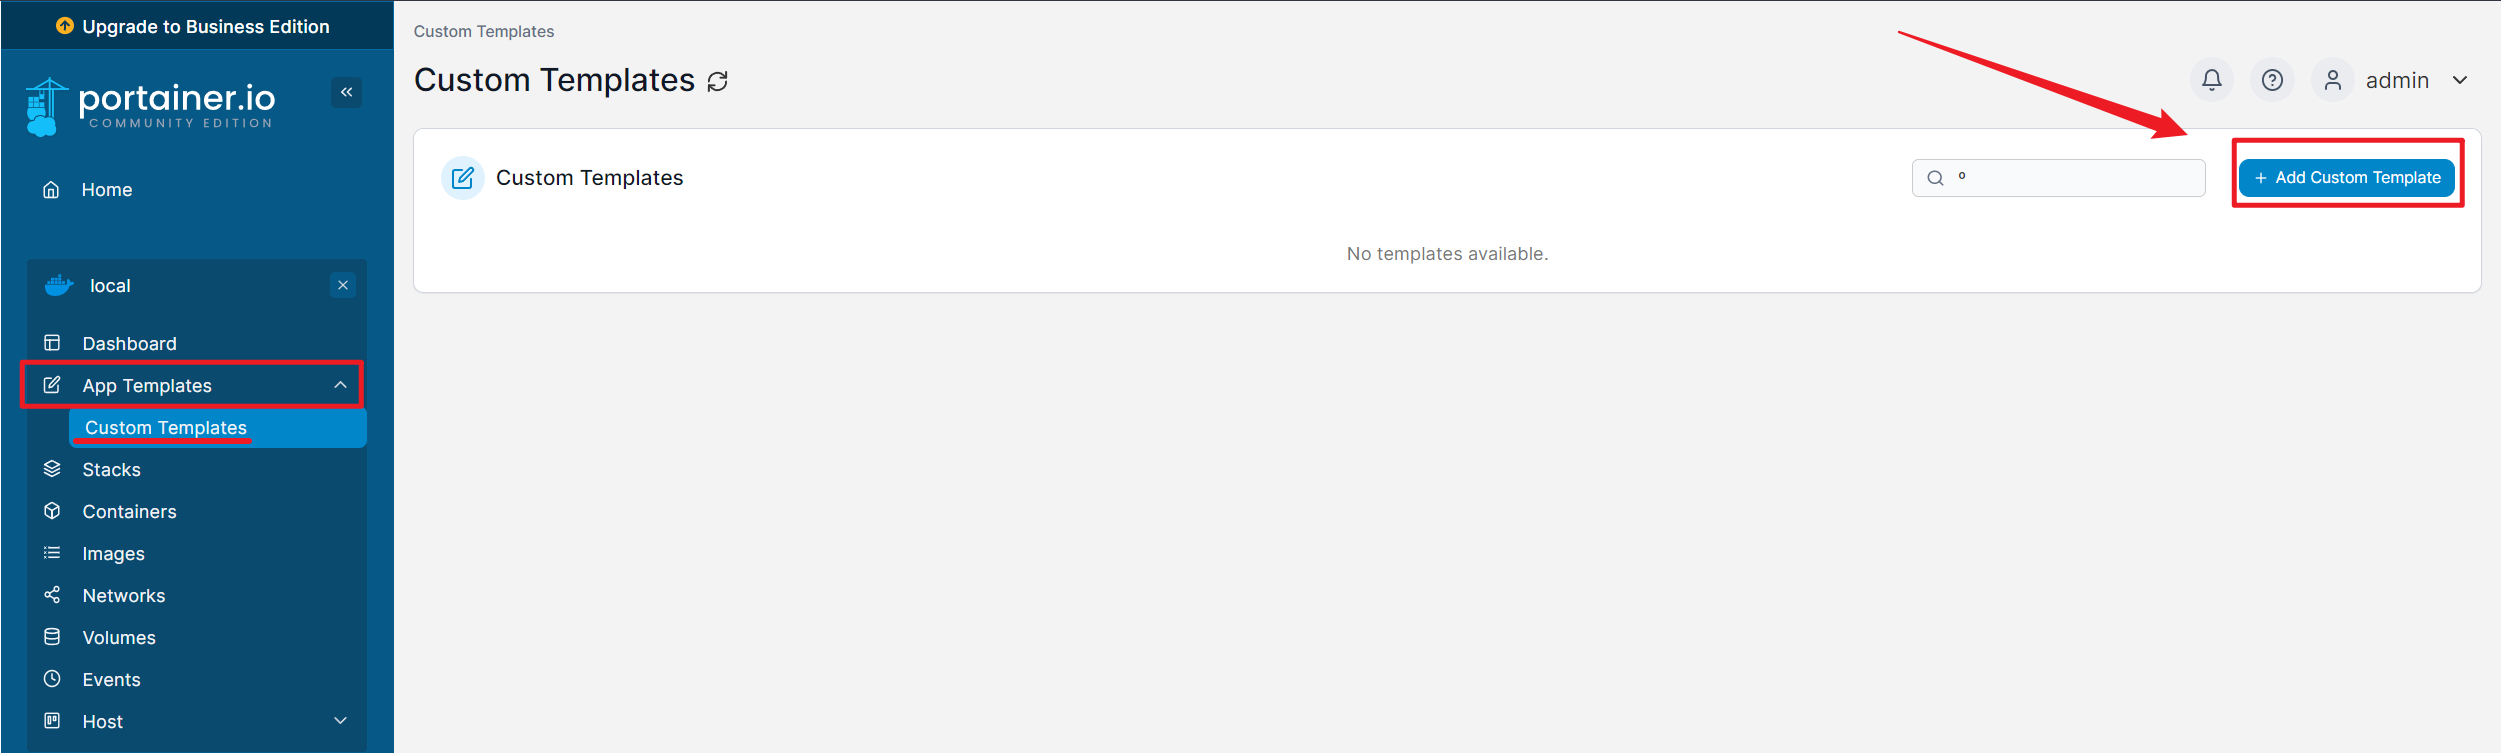 Upgrade to Business Edition
portainer.io
COMMUNITY EDITION
Home
local
Dashboard
App Templates
Custom Templates
Stacks
Containers
Images
Networks
Volumes
Events
Host
Custom Templates
Custom Templates
admin
Custom Templates
º
+ Add Custom Template
No templates available.